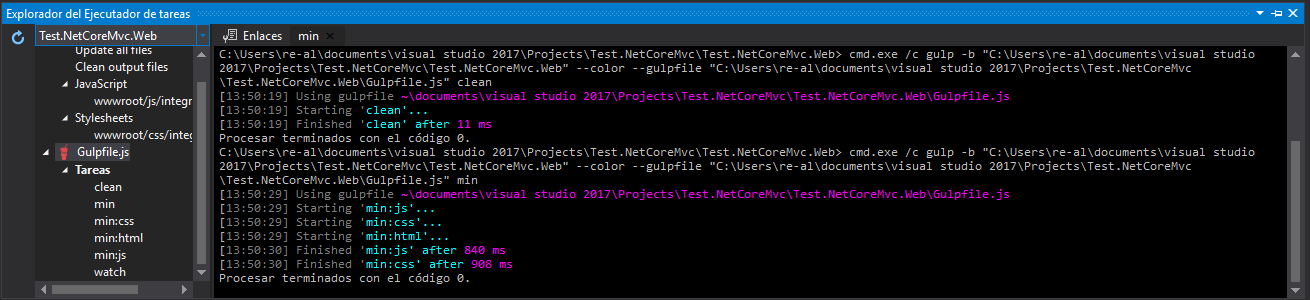 Explorador del Ejecutador de tareas
Test.NetCoreMvc.Web
Update all files
Clean output files
JavaScript
wwwroot/js/integr
Stylesheets
wwwroot/css/integ
Gulpfile.js
Tareas
clean
min
min:css
min:html
min:js
watch
Enlaces
min
C:\Users\re-al\documents\visual studio 2017\Projects\Test.NetCoreMvc\Test.NetCoreMvc.Web> cmd.exe /c gulp -b "C:\Users\re-al\documents\visual studio
2017\Projects\Test.NetCoreMvc\Test.NetCoreMvc.Web" --color --gulpfile "C:\Users\re-al\documents\visual studio 2017\Projects\Test.NetCoreMvc
\Test.NetCoreMvc.Web\Gulpfile.js" clean
[13:50:19] Using gulpfile ~\documents\visual studio 2017\Projects\Test.NetCoreMvc\Test.NetCoreMvc.Web\Gulpfile.js
[13:50:19] Starting 'clean'...
[13:50:19] Finished 'clean' after 11 ms
Procesar terminados con el código 0.
C:\Users\re-al\documents\visual studio 2017\Projects\Test.NetCoreMvc\Test.NetCoreMvc.Web> cmd.exe /c gulp -b "C:\Users\re-al\documents\visual studio
2017\Projects\Test.NetCoreMvc\Test.NetCoreMvc.Web" --color --gulpfile "C:\Users\re-al\documents\visual studio 2017\Projects\Test.NetCoreMvc
\Test.NetCoreMvc.Web\Gulpfile.js" min
[13:50:29] Using gulpfile ~\documents\visual studio 2017\Projects\Test.NetCoreMvc\Test.NetCoreMvc.Web\Gulpfile.js
[13:50:29] Starting 'min:js'...
[13:50:29] Starting 'min:css'...
[13:50:29] Starting 'min:html'...
[13:50:30] Finished 'min:js' after 840 ms
[13:50:30] Finished 'min:css' after 908 ms
Procesar terminados con el código 0.